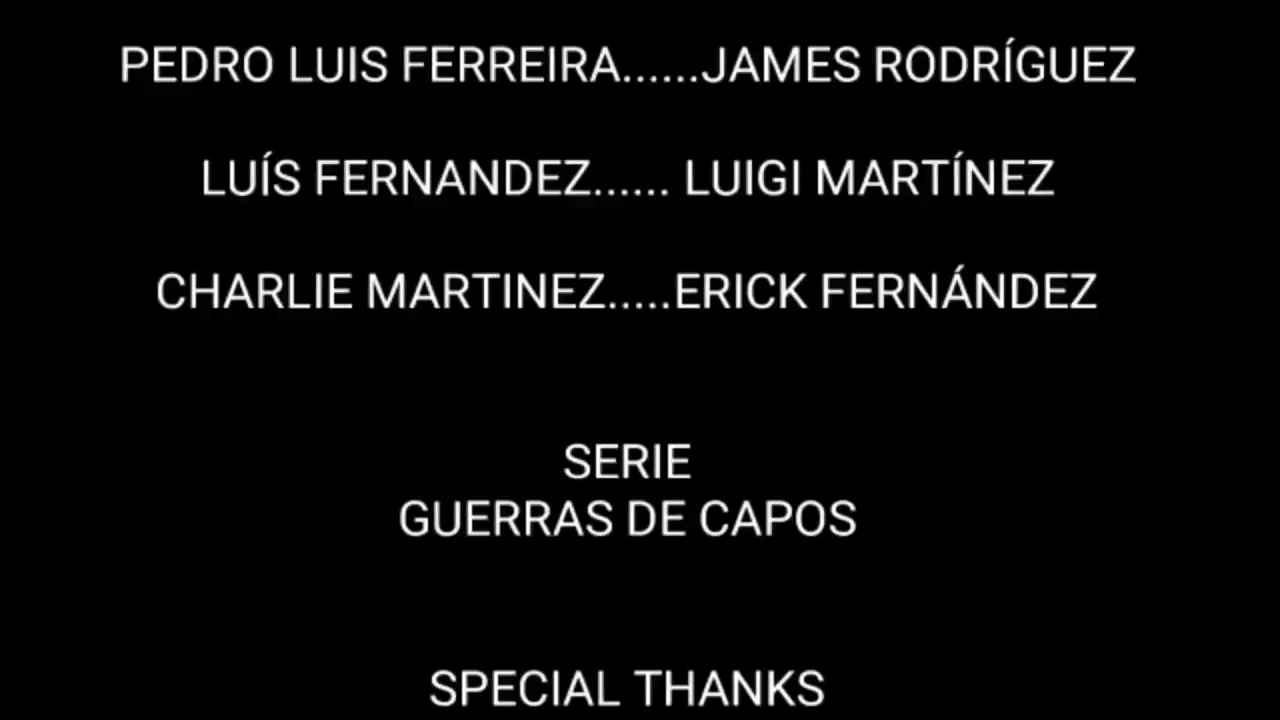 PEDRO LUIS FERREIRA......JAMES RODRÍGUEZ
LUÍS FERNANDEZ...... LUIGI MARTÍNEZ
CHARLIE MARTINEZ.....ERICK FERNÁNDEZ
SERIE
GUERRAS DE CAPOS
SPECIAL THANKS